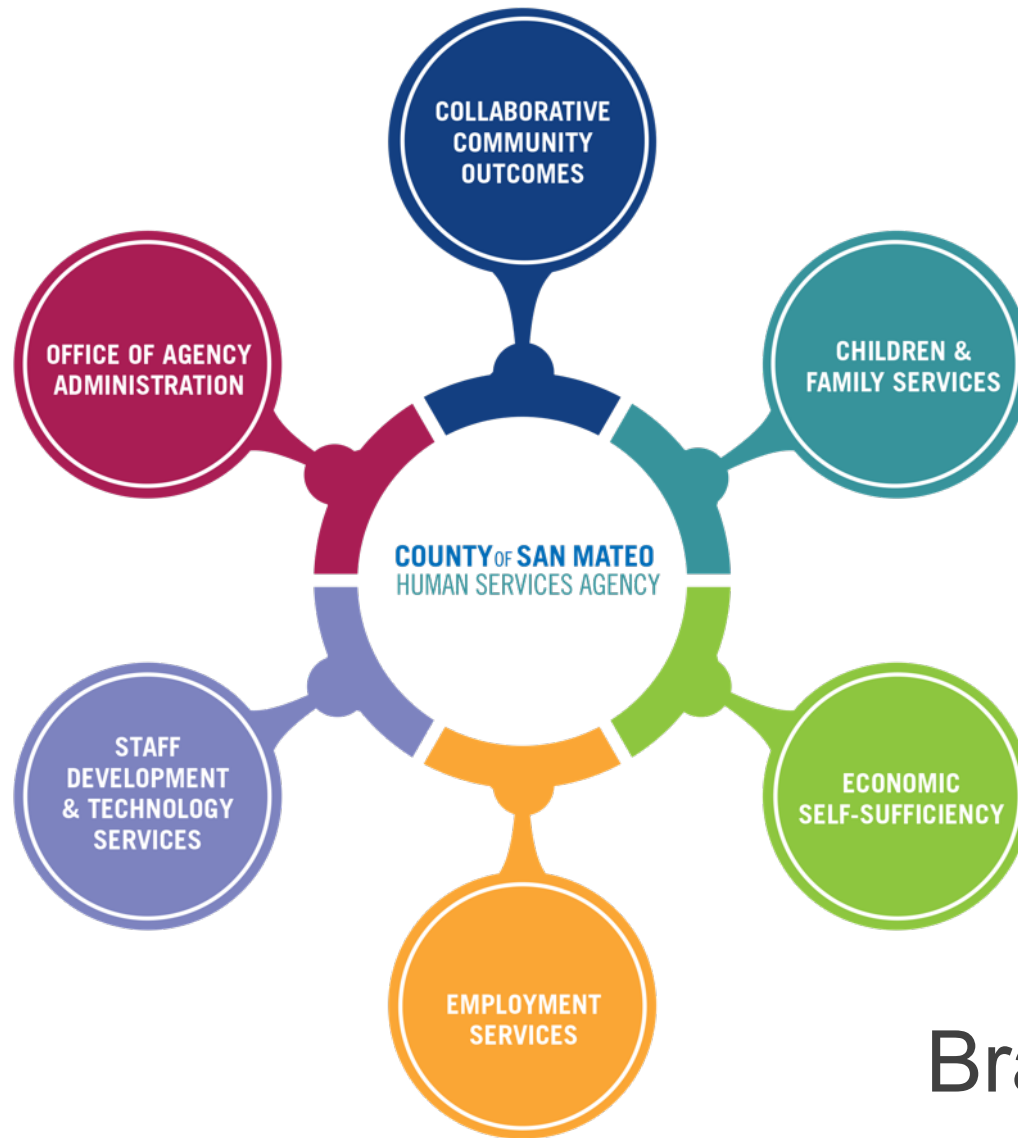 COLLABORATIVE
COMMUNITY
OUTCOMES
OFFICE OF AGENCY
ADMINISTRATION
CHILDREN &
FAMILY SERVICES
COUNTY OF SAN MATEO
HUMAN SERVICES AGENCY
STAFF
DEVELOPMENT
& TECHNOLOGY
SERVICES
ECONOMIC
SELF-SUFFICIENCY
EMPLOYMENT
SERVICES